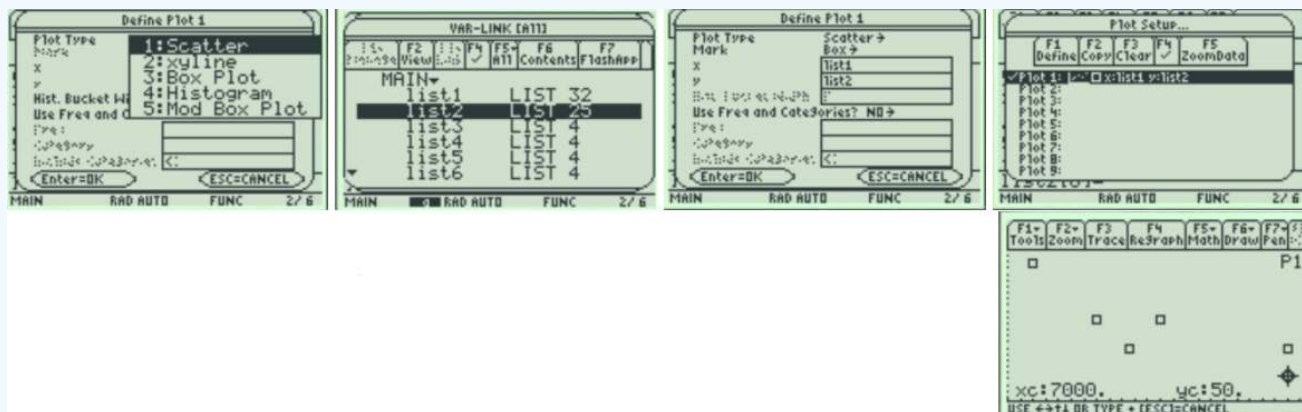 Define Plot 1
Plot Type
Mark
x
y
Hist. Bucket Wi
Use Freq and C
Freq
Category
Include Categories {}
1:Scatter
2:xyline
3:Box Plot
4:Histogram
5:Mod Box Plot
Enter=OK
ESC=CANCEL
MAIN RAD AUTO FUNC 2/6
VAR-LINK [All]
F2 F4 F5▾ F6 F7
View ✓ All Contents FlashApp
MAIN▾
list1 LIST 32
list2 LIST 25
list3 LIST 4
list4 LIST 4
list5 LIST 4
list6 LIST 4
MAIN RAD AUTO FUNC 2/6
Define Plot 1
Plot Type Scatter→
Mark Box→
x list1
y list2
Use Freq and Categories? NO→
Freq
Category
Include Categories {}
Enter=OK
ESC=CANCEL
MAIN RAD AUTO FUNC 2/6
Plot Setup...
F1 F2 F3 F4 F5
Define Copy Clear ✓ ZoomData
✓Plot 1: x:list1 y:list2
Plot 2:
Plot 3:
Plot 4:
Plot 5:
Plot 6:
Plot 7:
Plot 8:
Plot 9:
MAIN RAD AUTO FUNC 2/6
F1▾ F2▾ F3 F4 F5▾ F6▾ F7▾
Tools Zoom Trace ReGraph Math Draw Pen
P1
xc:7000. yc:50.
USE ←→↑↓ OR TYPE + [ESC]=CANCEL